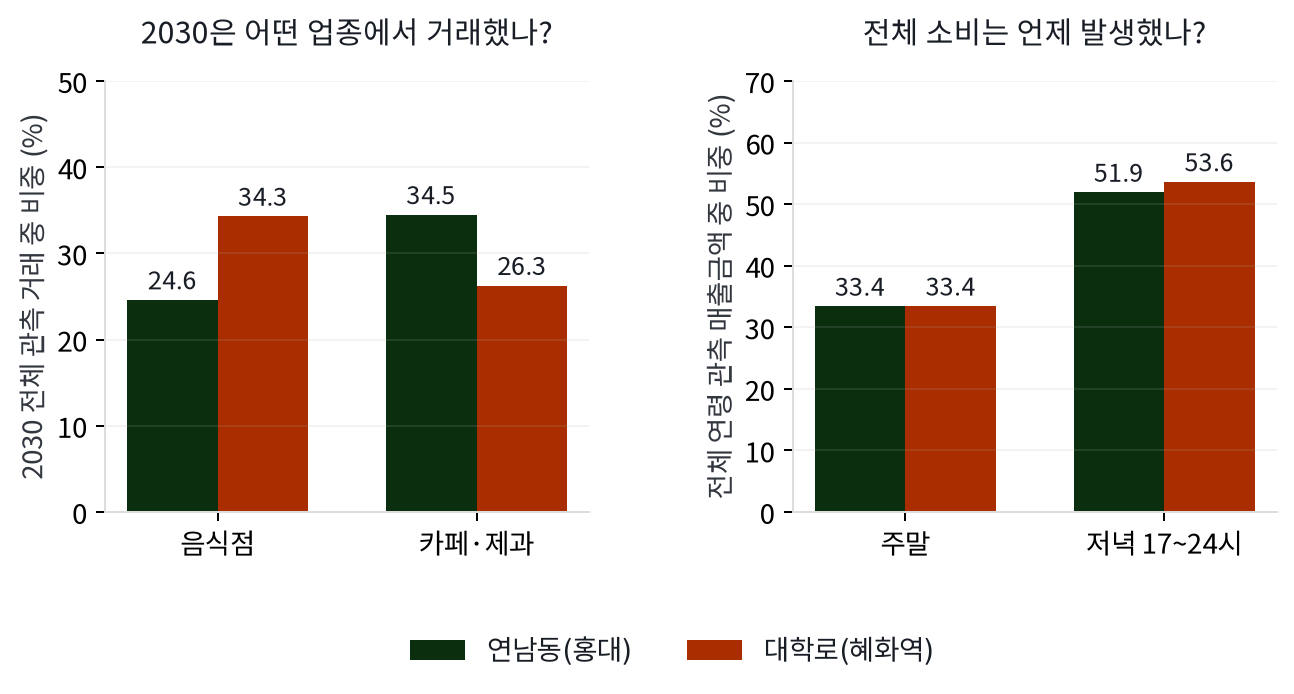 2030은 어떤 업종에서 거래했나?
2030 전체 관측 거래 중 비중 (%)
50
40
30
20
10
0
24.6
34.3
34.5
26.3
음식점
카페·제과
전체 소비는 언제 발생했나?
전체 연령 관측 매출금액 중 비중 (%)
70
60
50
40
30
20
10
0
33.4
33.4
51.9
53.6
주말
저녁 17~24시
연남동(홍대)
대학로(혜화역)